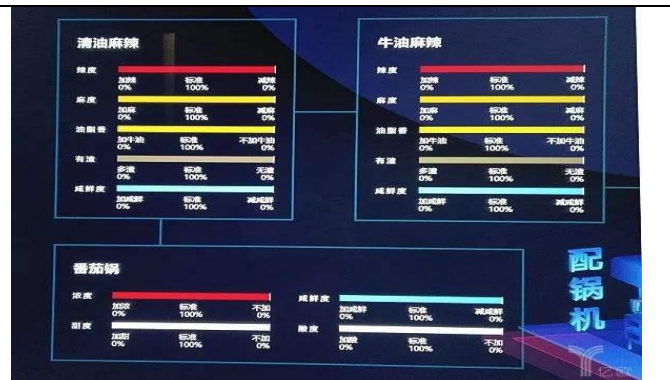 清油麻辣
辣度
加辣 标准 减辣
0% 100% 0%
麻度
加麻 标准 减麻
0% 100% 0%
油脂香
加牛油 标准 不加牛油
0% 100% 0%
有渣
多渣 标准 无渣
0% 100% 0%
咸鲜度
加咸鲜 标准 减咸鲜
0% 100% 0%
牛油麻辣
辣度
加辣 标准 减辣
0% 100% 0%
麻度
加麻 标准 减麻
0% 100% 0%
油脂香
加牛油 标准 不加牛油
0% 100% 0%
有渣
多渣 标准 无渣
0% 100% 0%
咸鲜度
加咸鲜 标准 减咸鲜
0% 100% 0%
番茄锅
浓度
加浓 标准 不加
0% 100% 0%
甜度
加甜 标准 不加
0% 100% 0%
咸鲜度
加咸鲜 标准 减咸鲜
0% 100% 0%
酸度
加酸 标准 不加
0% 100% 0%
配锅机
亿欧